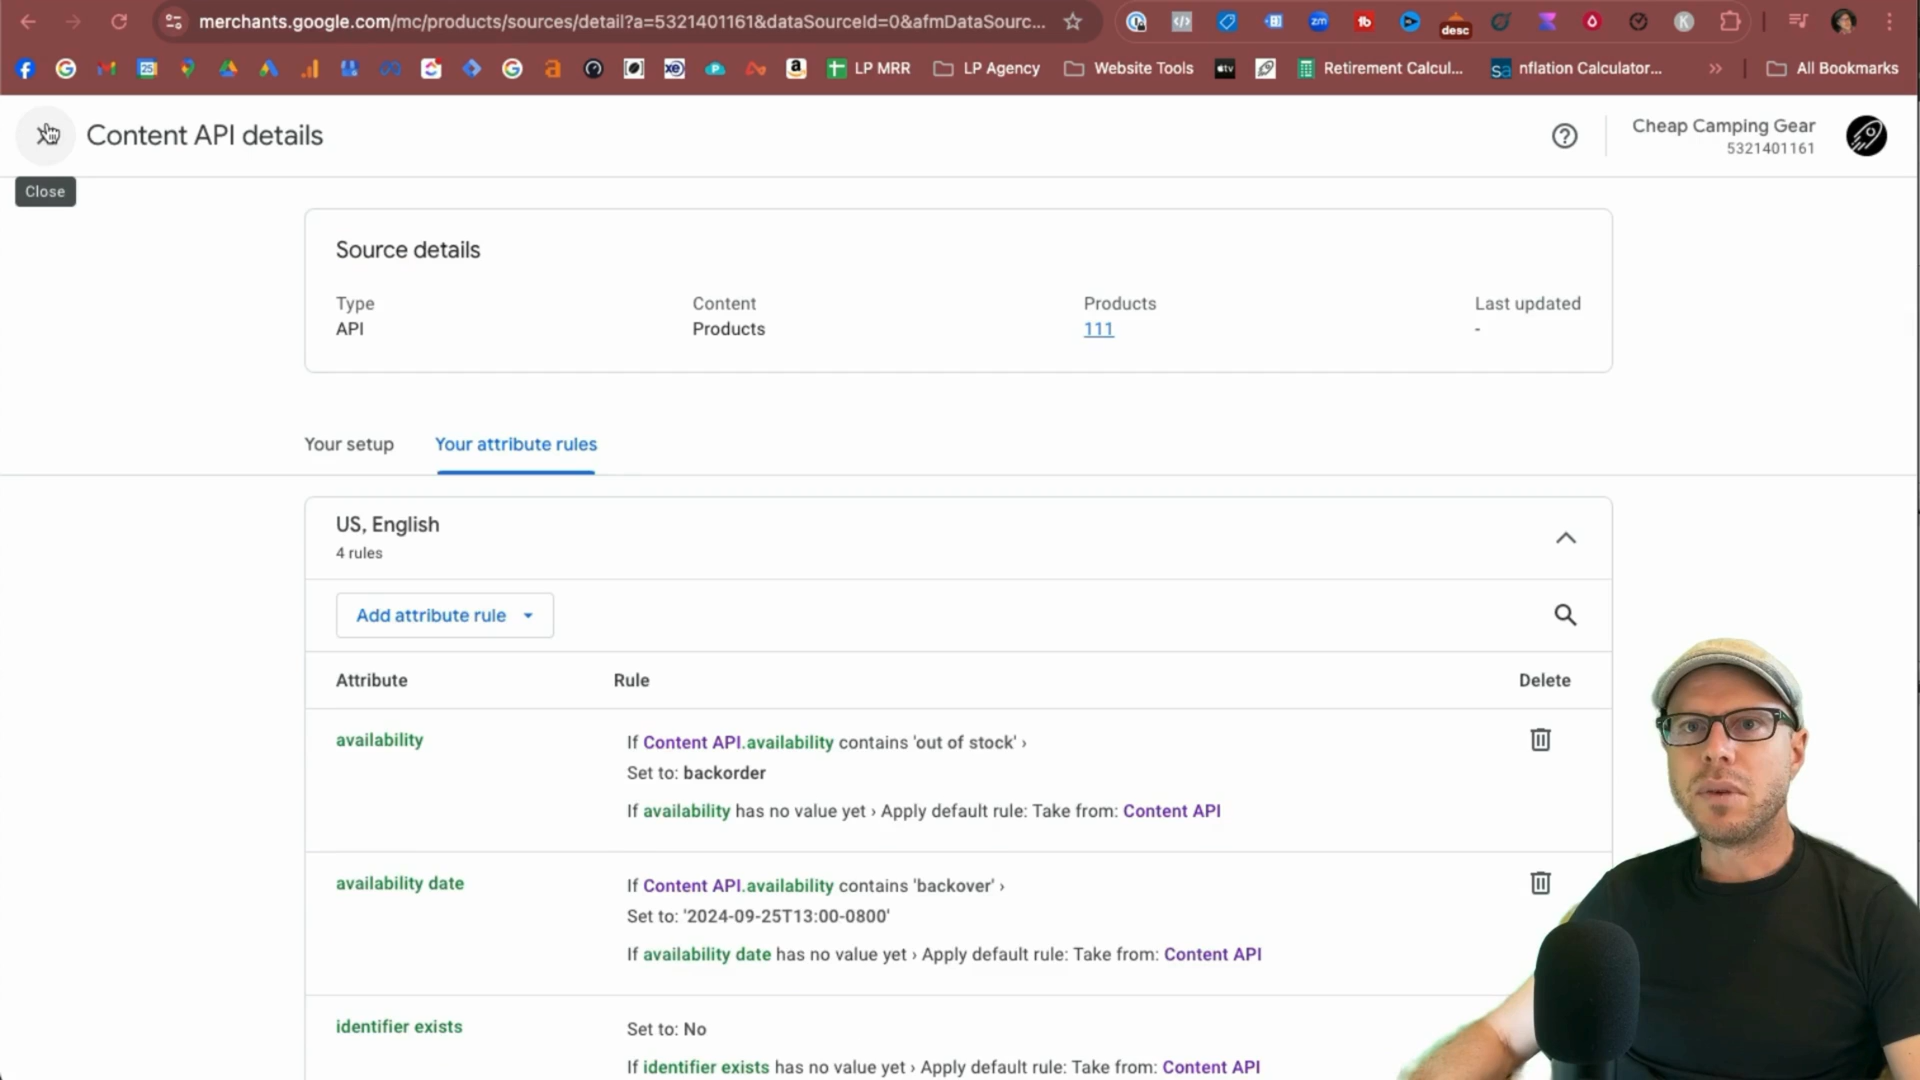 merchants.google.com/mc/products/sources/detail?a=5321401161&dataSourceId=0&afmDataSourc...
desc
LP MRR
LP Agency
Website Tools
Retirement Calcul...
nflation Calculator...
All Bookmarks
Content API details
Cheap Camping Gear
5321401161
Close
Source details
Type
Content
Products
Last updated
API
Products
111
-
Your setup
Your attribute rules
US, English
4 rules
Add attribute rule
Attribute
Rule
Delete
availability
If Content API.availability contains 'out of stock' ›
Set to: backorder
If availability has no value yet › Apply default rule: Take from: Content API
availability date
If Content API.availability contains 'backover' ›
Set to: '2024-09-25T13:00-0800'
If availability date has no value yet › Apply default rule: Take from: Content API
identifier exists
Set to: No
If identifier exists has no value yet › Apply default rule: Take from: Content API